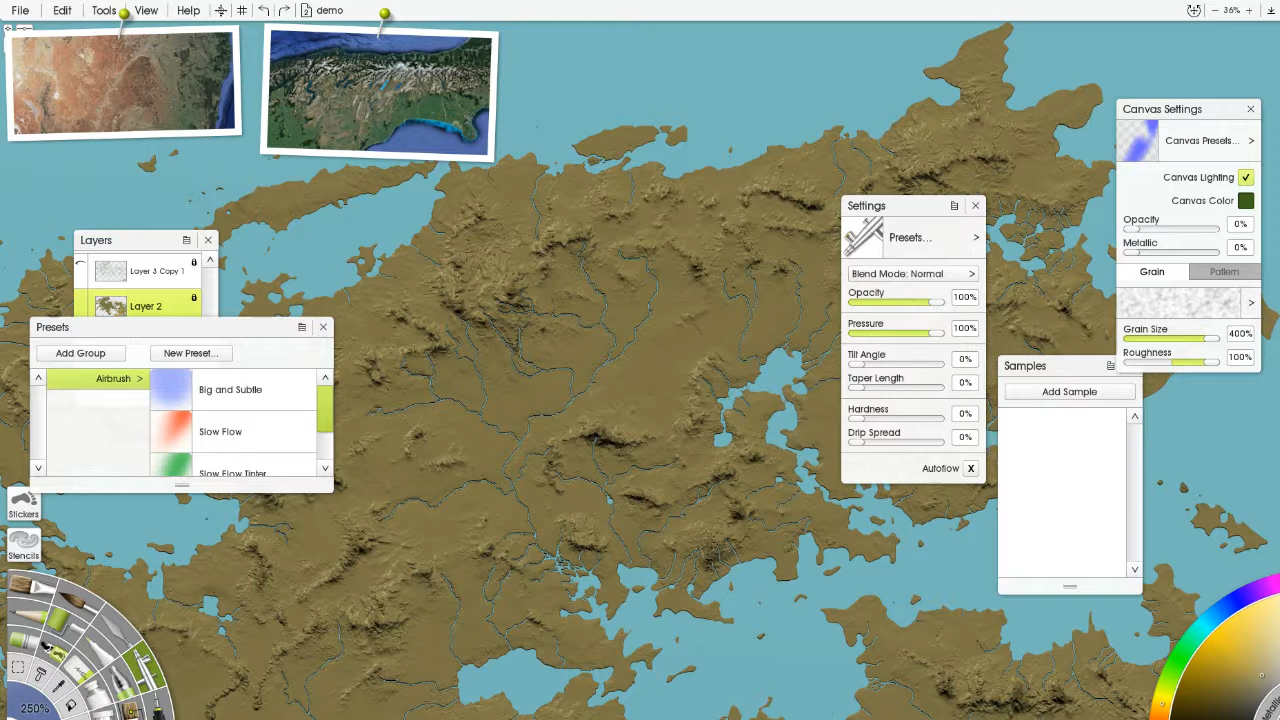 File Edit Tools View Help 2 demo − 36% +
Canvas Settings
Canvas Presets... >
Canvas Lighting
Canvas Color
Opacity 0%
Metallic 0%
Grain Pattern
Grain Size 400%
Roughness 100%
Settings
Presets... >
Blend Mode: Normal >
Opacity 100%
Pressure 100%
Tilt Angle 0%
Taper Length 0%
Hardness 0%
Drip Spread 0%
Autoflow X
Layers
Layer 3 Copy 1
Layer 2
Presets
Add Group New Preset...
Airbrush > Big and Subtle
Slow Flow
Slow Flow Tinter
Samples
Add Sample
Stickers
Stencils
250%